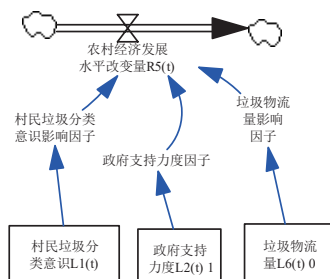 农村经济发展
水平改变量R5(t)
村民垃圾分类
意识影响因子
政府支持力度因子
垃圾物流
量影响
因子
村民垃圾分
类意识L1(t)
政府支持
力度L2(t) 1
垃圾物流
量L6(t) 0